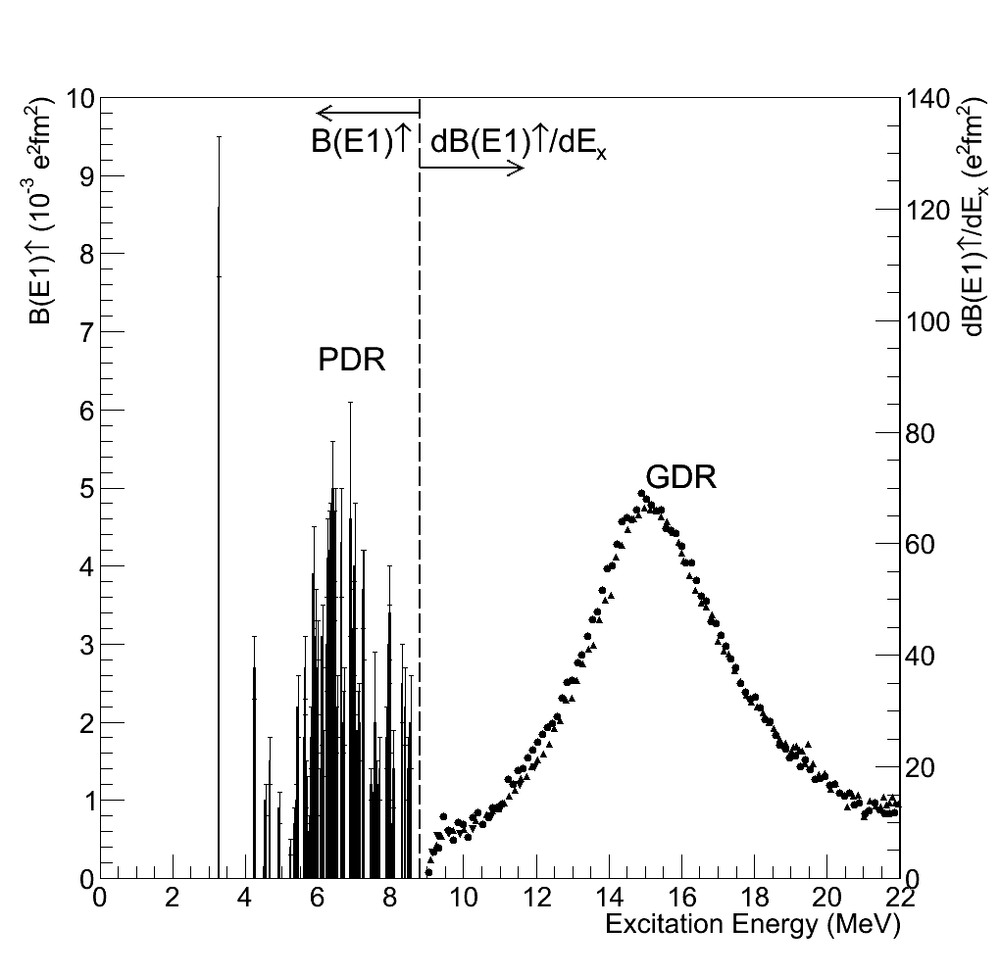 B(E1)↑ (10⁻³ e²fm²)
10
9
8
7
6
5
4
3
2
1
0
B(E1)↑
dB(E1)↑/dEₓ
PDR
GDR
140
120
100
80
60
40
20
0
dB(E1)↑/dEₓ (e²fm²)
0 2 4 6 8 10 12 14 16 18 20 22
Excitation Energy (MeV)